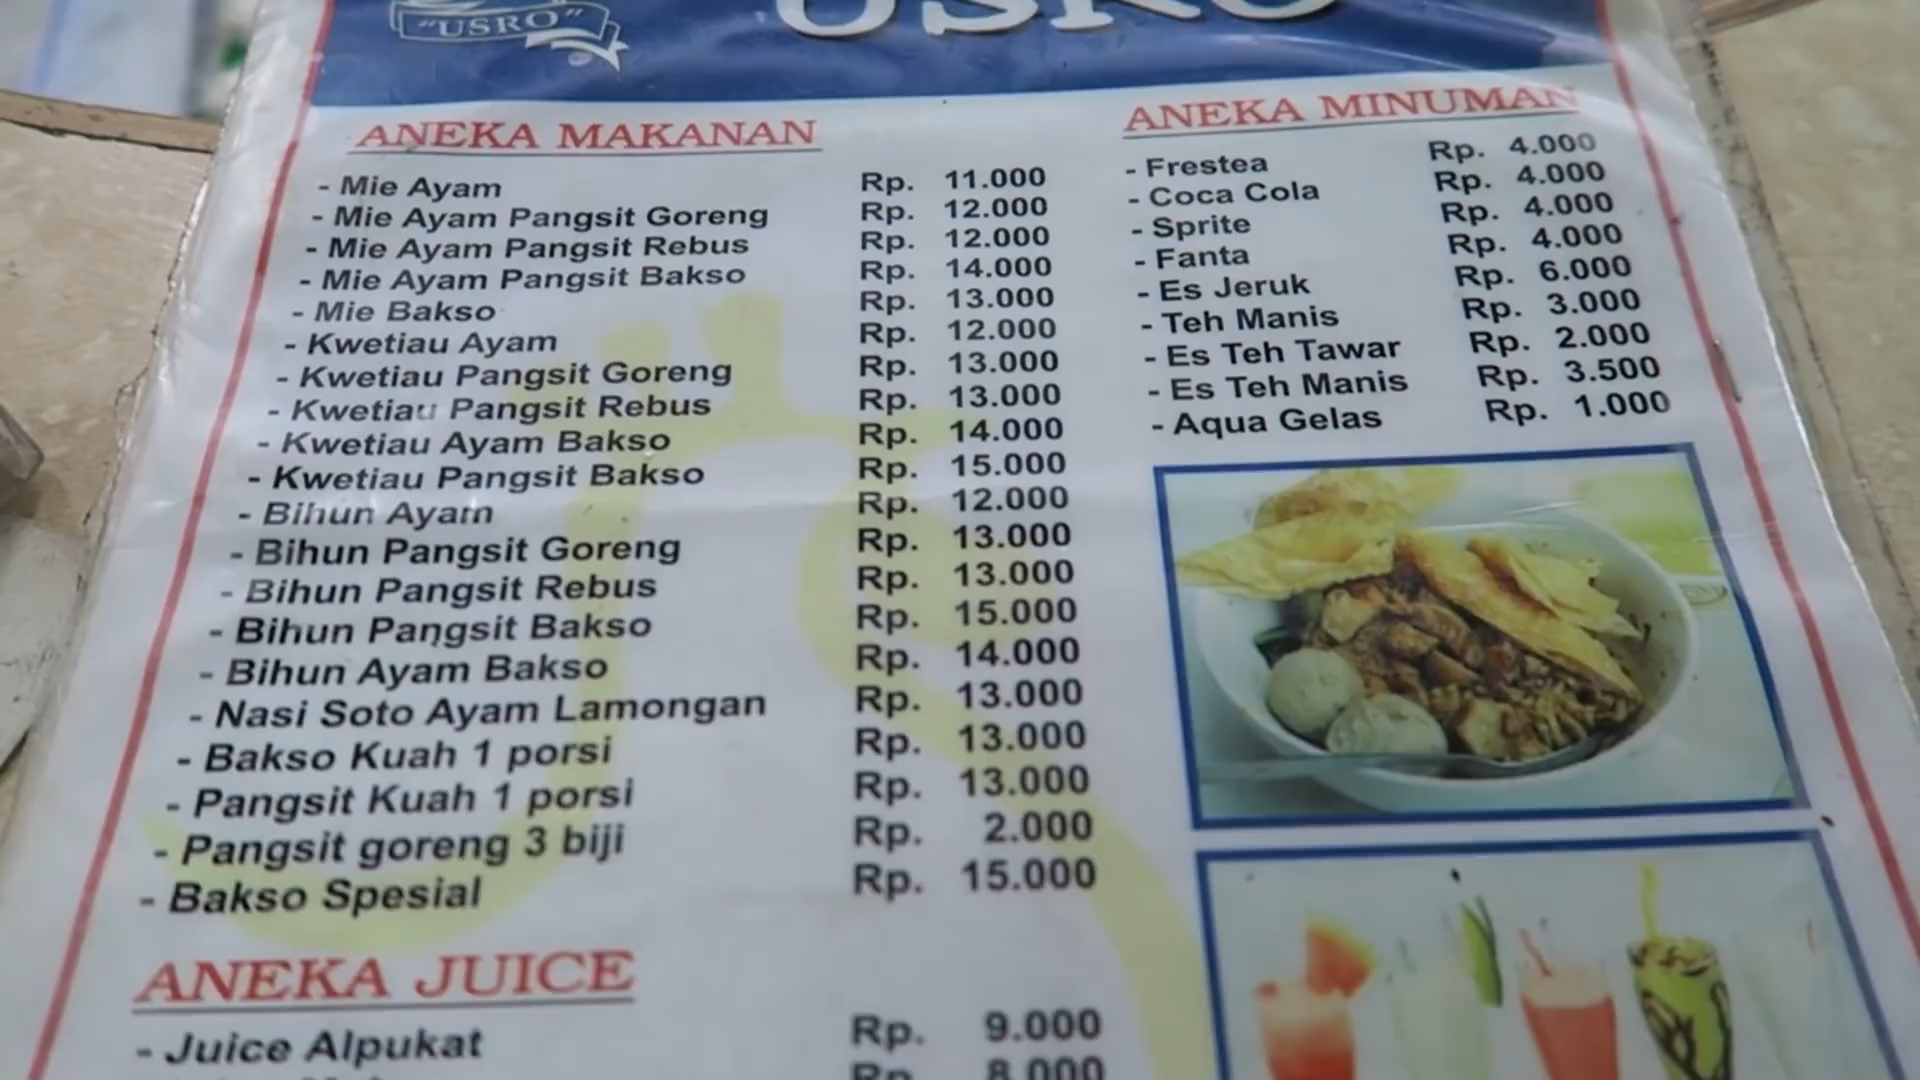 "USRO"
USRO
ANEKA MAKANAN
- Mie Ayam Rp. 11.000
- Mie Ayam Pangsit Goreng Rp. 12.000
- Mie Ayam Pangsit Rebus Rp. 12.000
- Mie Ayam Pangsit Bakso Rp. 14.000
- Mie Bakso Rp. 13.000
- Kwetiau Ayam Rp. 12.000
- Kwetiau Pangsit Goreng Rp. 13.000
- Kwetiau Pangsit Rebus Rp. 13.000
- Kwetiau Ayam Bakso Rp. 14.000
- Kwetiau Pangsit Bakso Rp. 15.000
- Bihun Ayam Rp. 12.000
- Bihun Pangsit Goreng Rp. 13.000
- Bihun Pangsit Rebus Rp. 13.000
- Bihun Pangsit Bakso Rp. 15.000
- Bihun Ayam Bakso Rp. 14.000
- Nasi Soto Ayam Lamongan Rp. 13.000
- Bakso Kuah 1 porsi Rp. 13.000
- Pangsit Kuah 1 porsi Rp. 13.000
- Pangsit goreng 3 biji Rp. 2.000
- Bakso Spesial Rp. 15.000
ANEKA JUICE
- Juice Alpukat Rp. 9.000
Rp. 8.000
ANEKA MINUMAN
- Frestea Rp. 4.000
- Coca Cola Rp. 4.000
- Sprite Rp. 4.000
- Fanta Rp. 4.000
- Es Jeruk Rp. 6.000
- Teh Manis Rp. 3.000
- Es Teh Tawar Rp. 2.000
- Es Teh Manis Rp. 3.500
- Aqua Gelas Rp. 1.000